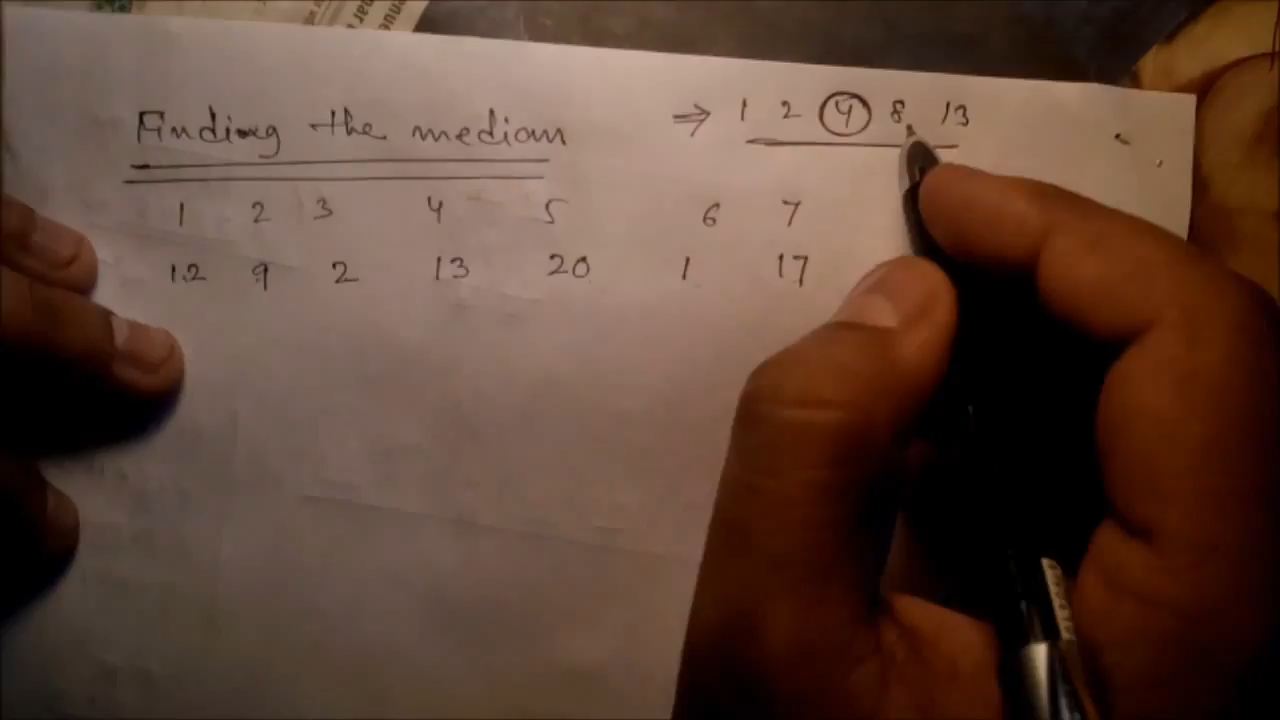 Finding the median
⇒ 1 2 4 8 13
1 2 3 4 5 6 7
12 9 2 13 20 1 17